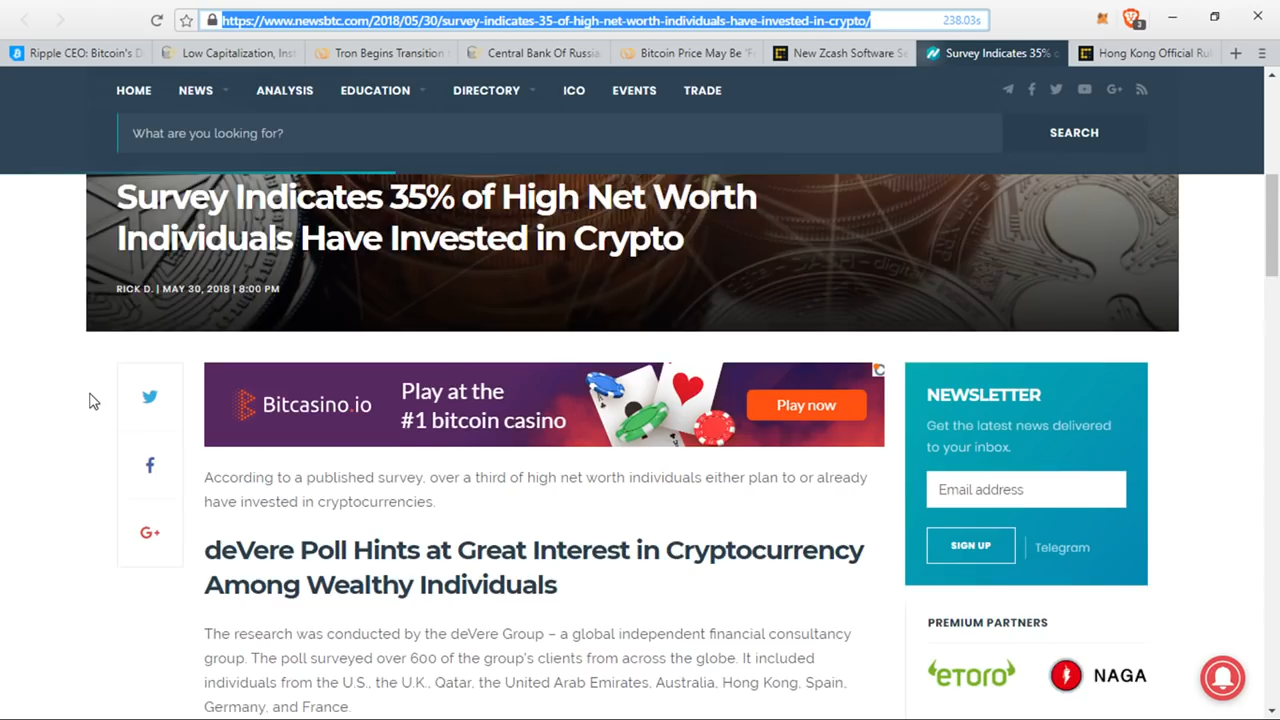 https://www.newsbtc.com/2018/05/30/survey-indicates-35-of-high-net-worth-individuals-have-invested-in-crypto/
238.03s
3
Ripple CEO: Bitcoin's D
Low Capitalization, Inst
Tron Begins Transition
Central Bank Of Russia
Bitcoin Price May Be 'F
New Zcash Software Se
Survey Indicates 35% o
Hong Kong Official Rul
HOME
NEWS
ANALYSIS
EDUCATION
DIRECTORY
ICO
EVENTS
TRADE
What are you looking for?
SEARCH
Survey Indicates 35% of High Net Worth
Individuals Have Invested in Crypto
RICK D. | MAY 30, 2018 | 8:00 PM
Bitcasino.io
Play at the
#1 bitcoin casino
Play now
According to a published survey, over a third of high net worth individuals either plan to or already
have invested in cryptocurrencies.
deVere Poll Hints at Great Interest in Cryptocurrency
Among Wealthy Individuals
The research was conducted by the deVere Group – a global independent financial consultancy
group. The poll surveyed over 600 of the group's clients from across the globe. It included
individuals from the U.S., the U.K., Qatar, the United Arab Emirates, Australia, Hong Kong, Spain,
Germany, and France.
NEWSLETTER
Get the latest news delivered
to your inbox.
Email address
SIGN UP
Telegram
PREMIUM PARTNERS
eToro
NAGA